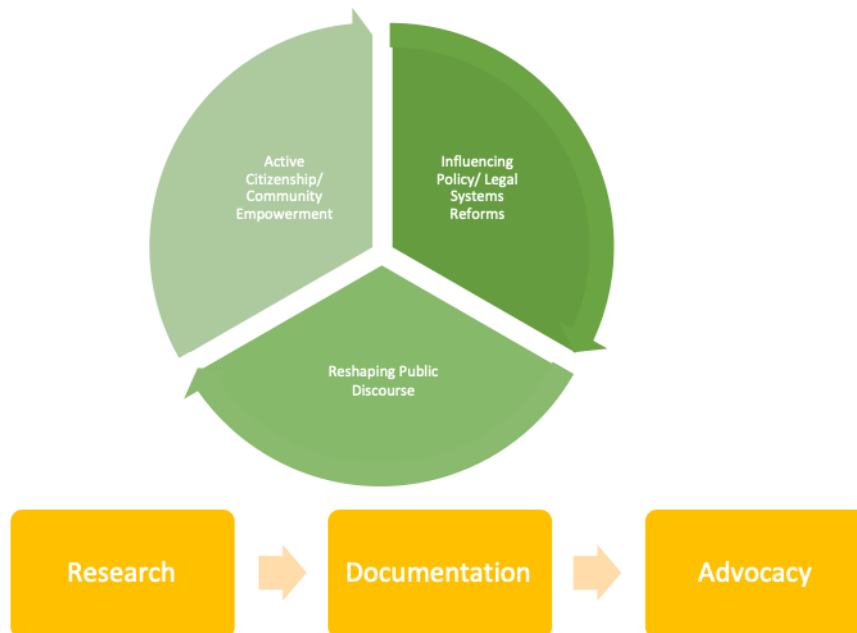 Active
Citizenship/
Community
Empowerment
Influencing
Policy/ Legal
Systems
Reforms
Reshaping Public
Discourse
Research
Documentation
Advocacy